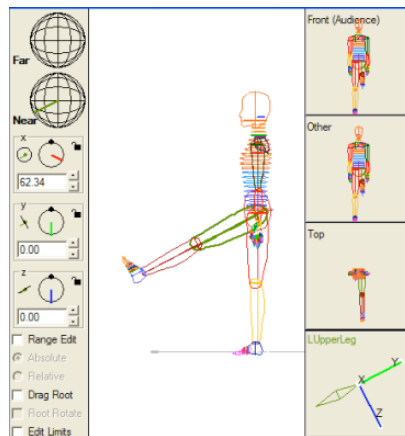 Far
Near
x
62.34
y
0.00
z
0.00
Range Edit
Absolute
Relative
Drag Root
Root Rotate
Edit Limits
Front (Audience)
Other
Top
LUpperLeg
X
Y
Z